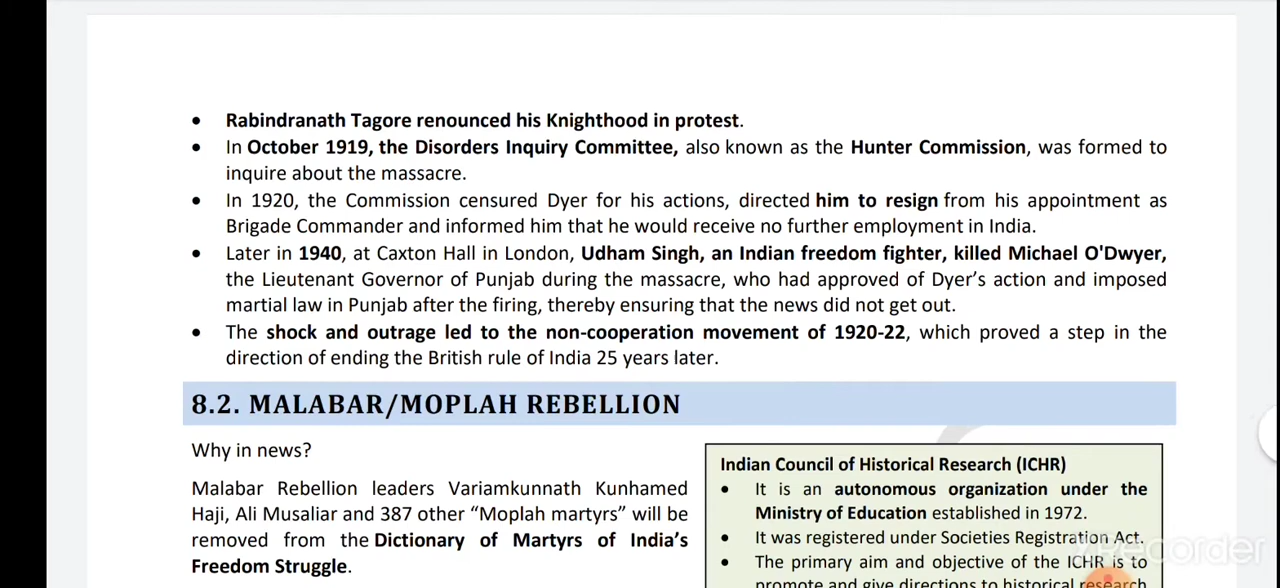 • Rabindranath Tagore renounced his Knighthood in protest.
• In October 1919, the Disorders Inquiry Committee, also known as the Hunter Commission, was formed to
inquire about the massacre.
• In 1920, the Commission censured Dyer for his actions, directed him to resign from his appointment as
Brigade Commander and informed him that he would receive no further employment in India.
• Later in 1940, at Caxton Hall in London, Udham Singh, an Indian freedom fighter, killed Michael O'Dwyer,
the Lieutenant Governor of Punjab during the massacre, who had approved of Dyer’s action and imposed
martial law in Punjab after the firing, thereby ensuring that the news did not get out.
• The shock and outrage led to the non-cooperation movement of 1920-22, which proved a step in the
direction of ending the British rule of India 25 years later.
8.2. MALABAR/MOPLAH REBELLION
Why in news?
Malabar Rebellion leaders Variamkunnath Kunhamed
Haji, Ali Musaliar and 387 other “Moplah martyrs” will be
removed from the Dictionary of Martyrs of India’s
Freedom Struggle.
Indian Council of Historical Research (ICHR)
• It is an autonomous organization under the
Ministry of Education established in 1972.
• It was registered under Societies Registration Act.
• The primary aim and objective of the ICHR is to
promote and give directions to historical research
XRecorder